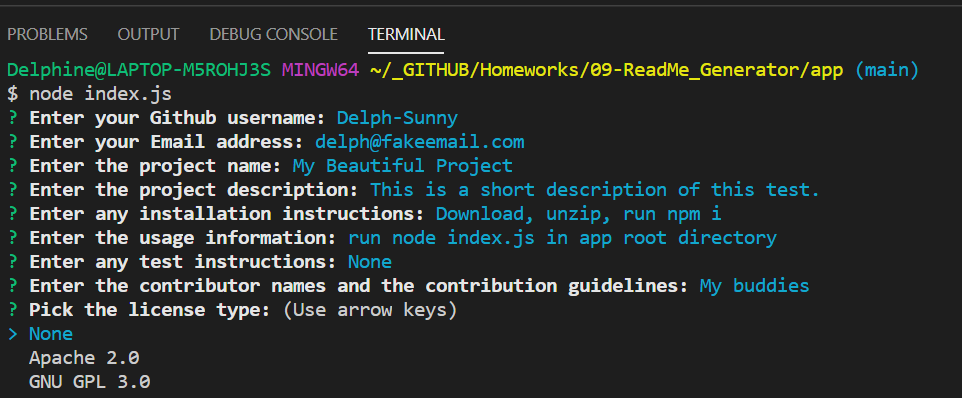 PROBLEMS OUTPUT DEBUG CONSOLE TERMINAL
Delphine@LAPTOP-M5ROHJ3S MINGW64 ~/_GITHUB/Homeworks/09-ReadMe_Generator/app (main)
$ node index.js
? Enter your Github username: Delph-Sunny
? Enter your Email address: delph@fakeemail.com
? Enter the project name: My Beautiful Project
? Enter the project description: This is a short description of this test.
? Enter any installation instructions: Download, unzip, run npm i
? Enter the usage information: run node index.js in app root directory
? Enter any test instructions: None
? Enter the contributor names and the contribution guidelines: My buddies
? Pick the license type: (Use arrow keys)
> None
Apache 2.0
GNU GPL 3.0